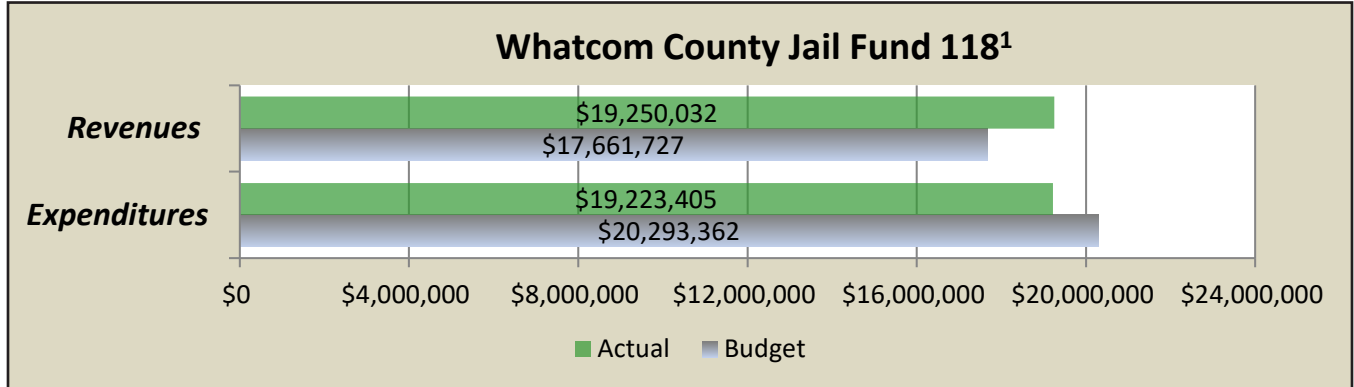 Whatcom County Jail Fund 118¹
Revenues
$19,250,032
$17,661,727
Expenditures
$19,223,405
$20,293,362
$0 $4,000,000 $8,000,000 $12,000,000 $16,000,000 $20,000,000 $24,000,000
Actual Budget